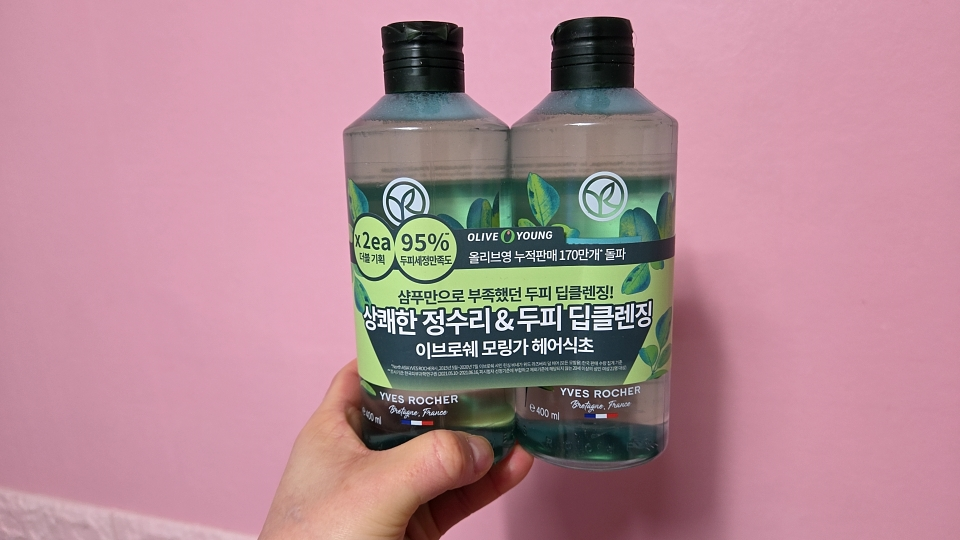 x2ea
더블 기획
95%
두피세정만족도
OLIVE YOUNG
올리브영 누적판매 170만개* 돌파
샴푸만으로 부족했던 두피 딥클렌징!
상쾌한 정수리 & 두피 딥클렌징
이브로쉐 모링가 헤어식초
YVES ROCHER
Bretagne, France
e 400 ml
YVES ROCHER
Bretagne, France
e 400 ml